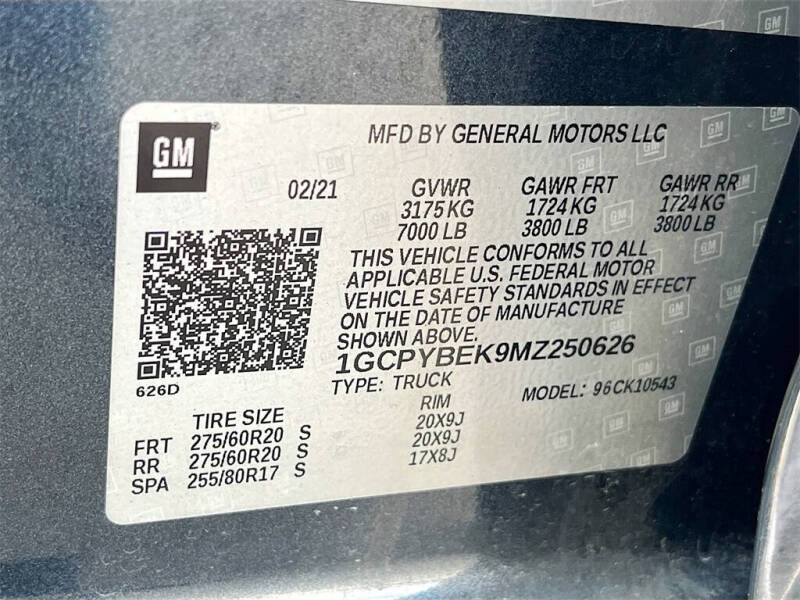 GM
MFD BY GENERAL MOTORS LLC
02/21 GVWR GAWR FRT GAWR RR
3175 KG 1724 KG 1724 KG
7000 LB 3800 LB 3800 LB
THIS VEHICLE CONFORMS TO ALL
APPLICABLE U.S. FEDERAL MOTOR
VEHICLE SAFETY STANDARDS IN EFFECT
ON THE DATE OF MANUFACTURE
SHOWN ABOVE.
1GCPYBEK9MZ250626
626D
TYPE: TRUCK MODEL: 96CK10543
TIRE SIZE RIM
FRT 275/60R20 S 20X9J
RR 275/60R20 S 20X9J
SPA 255/80R17 S 17X8J